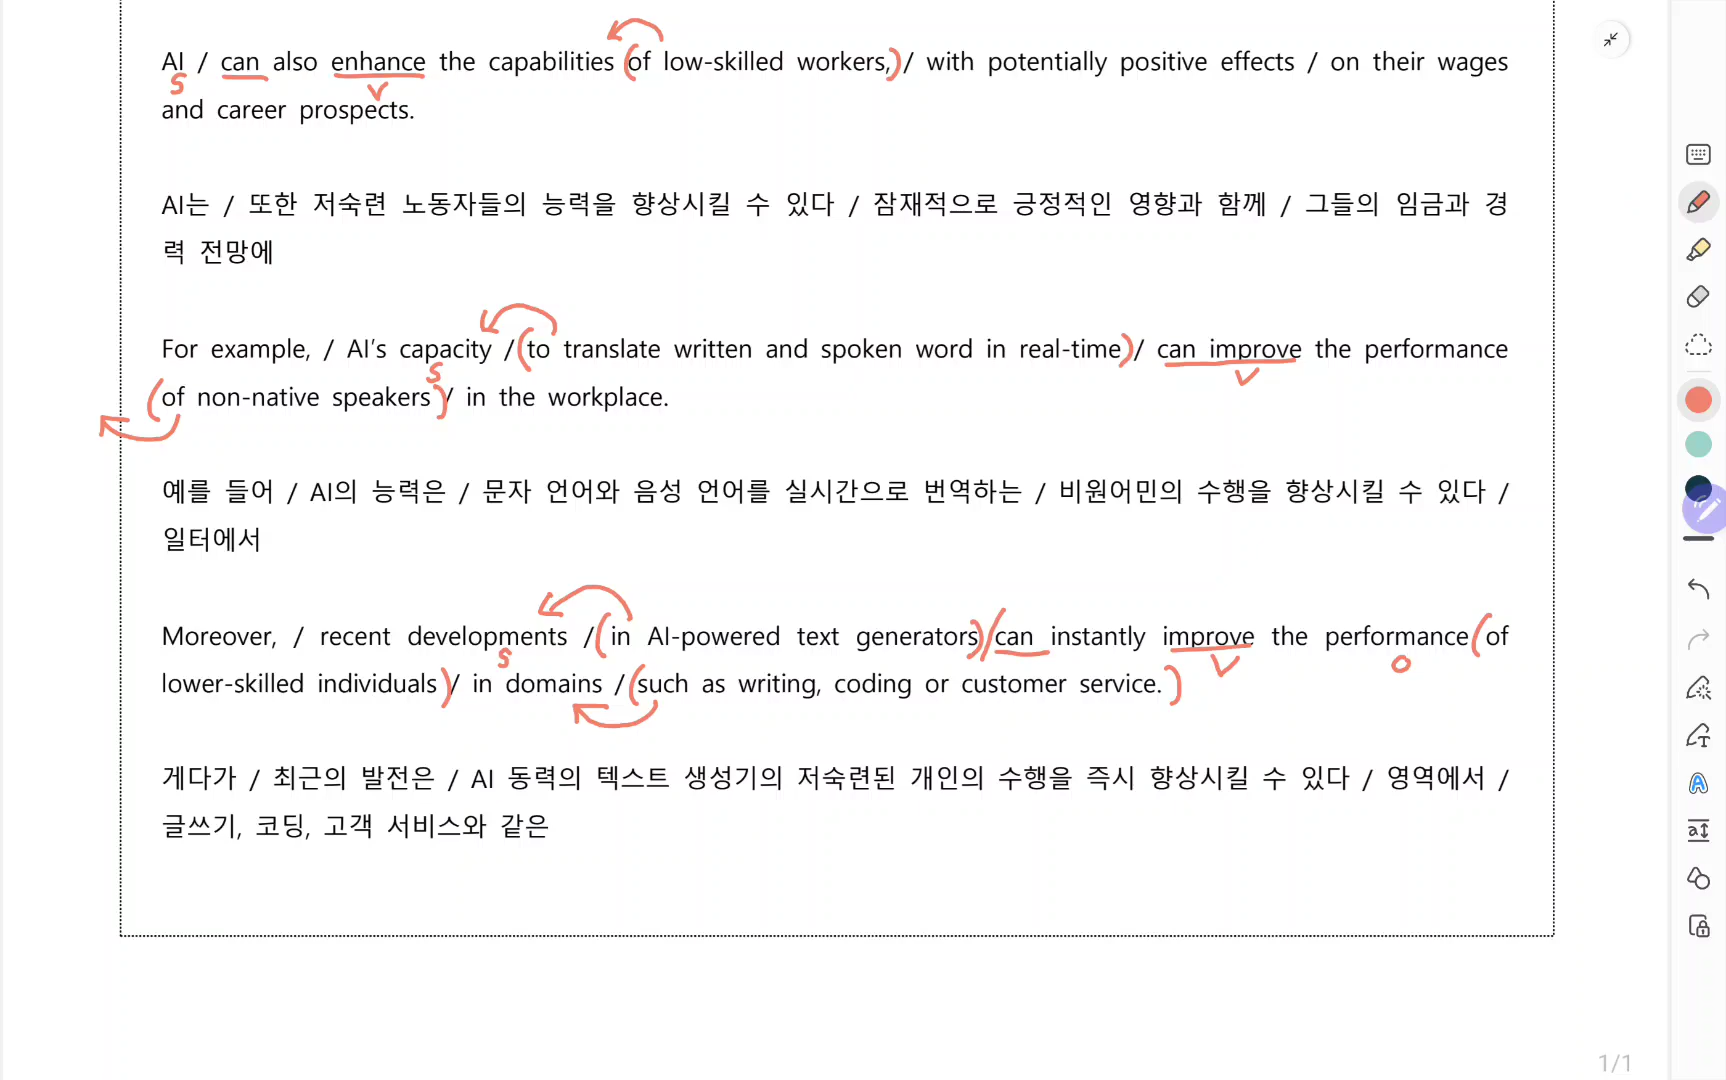 AI / can also enhance the capabilities (of low-skilled workers,) / with potentially positive effects / on their wages
S V
and career prospects.
AI는 / 또한 저숙련 노동자들의 능력을 향상시킬 수 있다 / 잠재적으로 긍정적인 영향과 함께 / 그들의 임금과 경
력 전망에
For example, / AI's capacity / (to translate written and spoken word in real-time) / can improve the performance
S V
(of non-native speakers) / in the workplace.
예를 들어 / AI의 능력은 / 문자 언어와 음성 언어를 실시간으로 번역하는 / 비원어민의 수행을 향상시킬 수 있다 /
일터에서
Moreover, / recent developments / (in AI-powered text generators) / can instantly improve the performance (of
S V O
lower-skilled individuals) / in domains / (such as writing, coding or customer service.)
게다가 / 최근의 발전은 / AI 동력의 텍스트 생성기의 저숙련된 개인의 수행을 즉시 향상시킬 수 있다 / 영역에서 /
글쓰기, 코딩, 고객 서비스와 같은
1/1